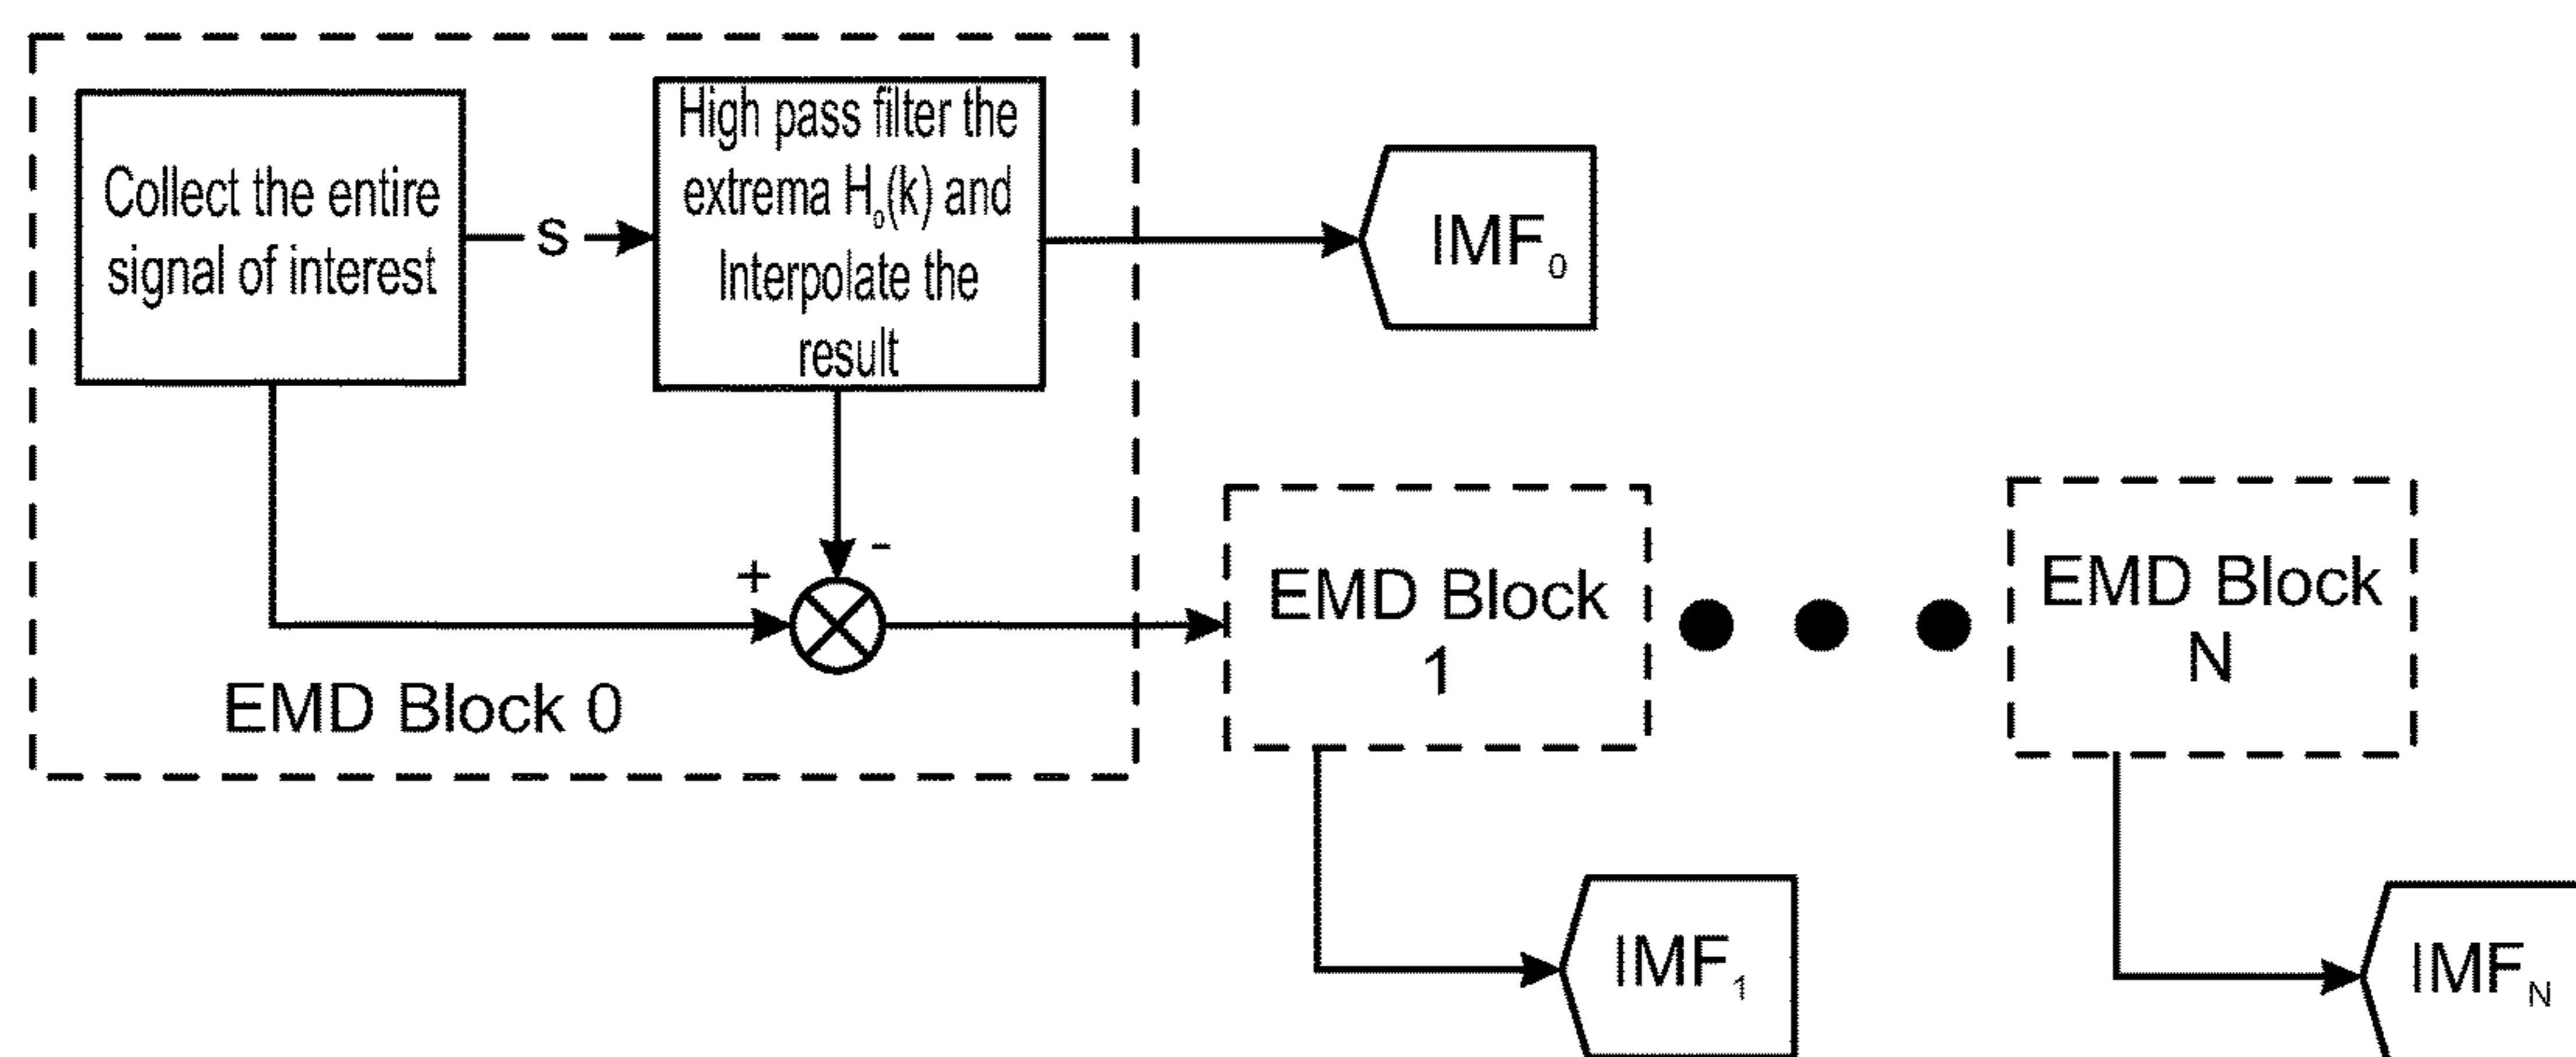 Collect the entire
signal of interest
s
High pass filter the
extrema H₀(k) and
Interpolate the
result
IMF₀
+
-
EMD Block 0
EMD Block
1
EMD Block
N
IMF₁
IMF_N